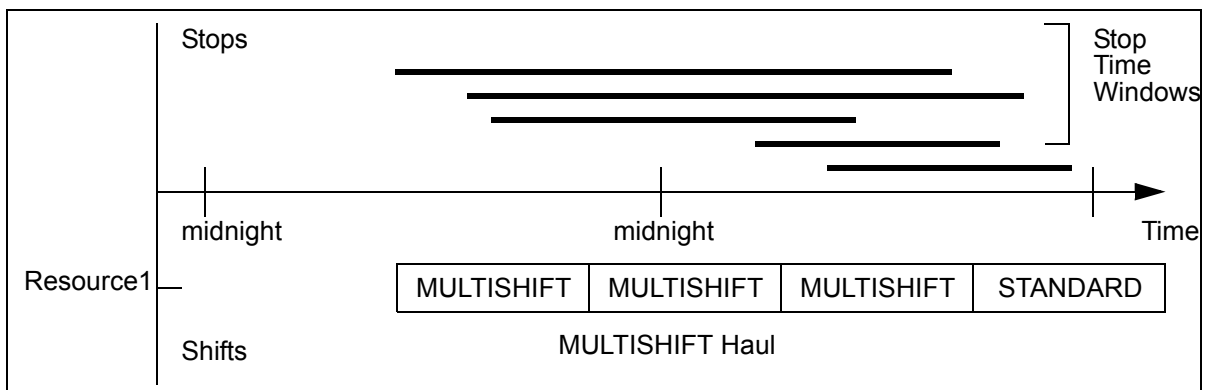 Stops
Stop
Time
Windows
midnight
midnight
Time
Resource1
MULTISHIFT
MULTISHIFT
MULTISHIFT
STANDARD
MULTISHIFT Haul
Shifts